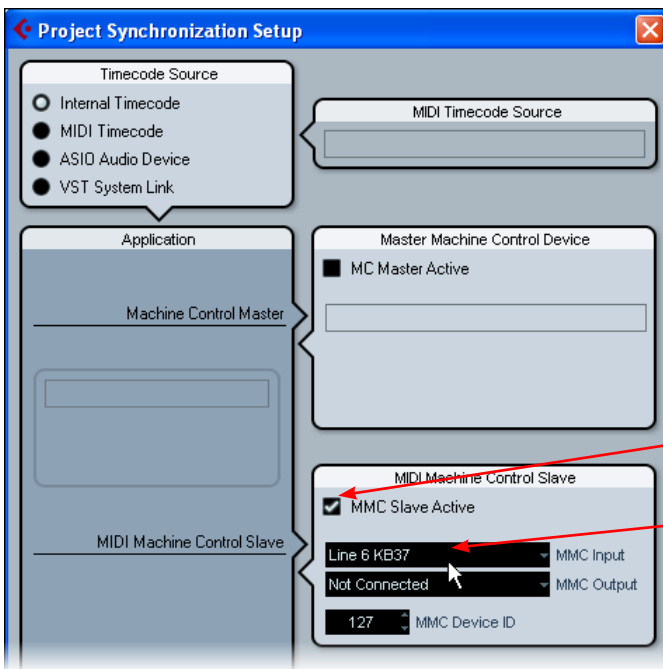 Project Synchronization Setup
Timecode Source
Internal Timecode
MIDI Timecode
ASIO Audio Device
VST System Link
MIDI Timecode Source
Application
Machine Control Master
MIDI Machine Control Slave
Master Machine Control Device
MC Master Active
MIDI Machine Control Slave
MMC Slave Active
Line 6 KB37 MMC Input
Not Connected MMC Output
127 MMC Device ID